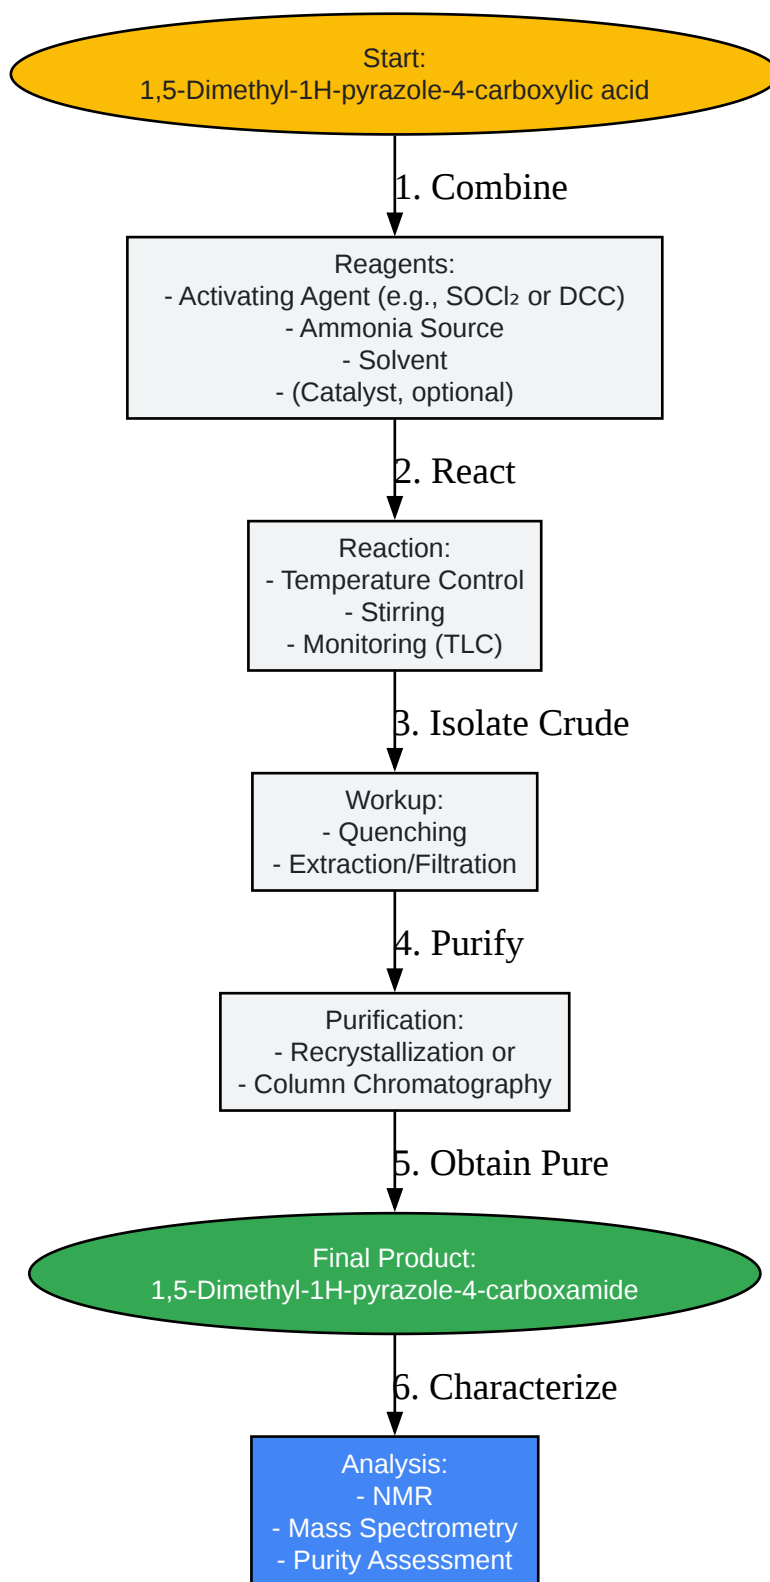 Start:
1,5-Dimethyl-1H-pyrazole-4-carboxylic acid
1. Combine
Reagents:
- Activating Agent (e.g., SOCl₂ or DCC)
- Ammonia Source
- Solvent
- (Catalyst, optional)
2. React
Reaction:
- Temperature Control
- Stirring
- Monitoring (TLC)
3. Isolate Crude
Workup:
- Quenching
- Extraction/Filtration
4. Purify
Purification:
- Recrystallization or
- Column Chromatography
5. Obtain Pure
Final Product:
1,5-Dimethyl-1H-pyrazole-4-carboxamide
6. Characterize
Analysis:
- NMR
- Mass Spectrometry
- Purity Assessment